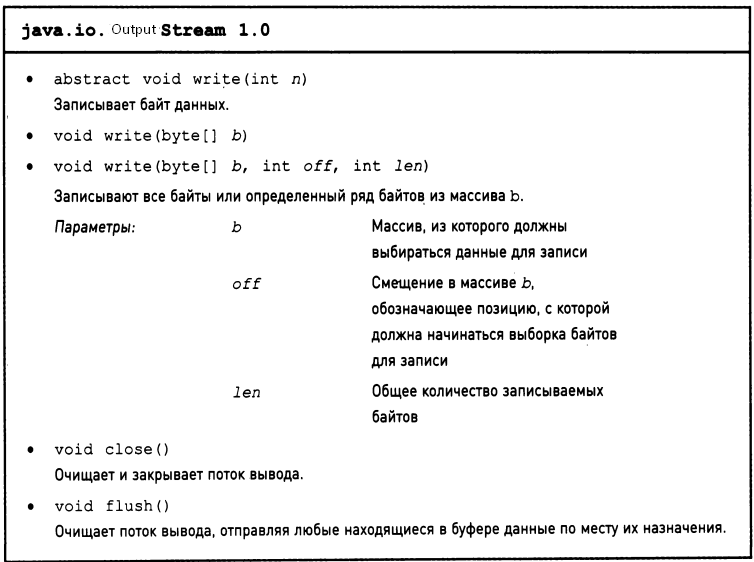 java.io. Output Stream 1.0
• abstract void write(int n)
Записывает байт данных.
• void write(byte[] b)
• void write(byte[] b, int off, int len)
Записывают все байты или определенный ряд байтов из массива b.
Параметры: b Массив, из которого должны
выбираться данные для записи
off Смещение в массиве b,
обозначающее позицию, с которой
должна начинаться выборка байтов
для записи
len Общее количество записываемых
байтов
• void close()
Очищает и закрывает поток вывода.
• void flush()
Очищает поток вывода, отправляя любые находящиеся в буфере данные по месту их назначения.